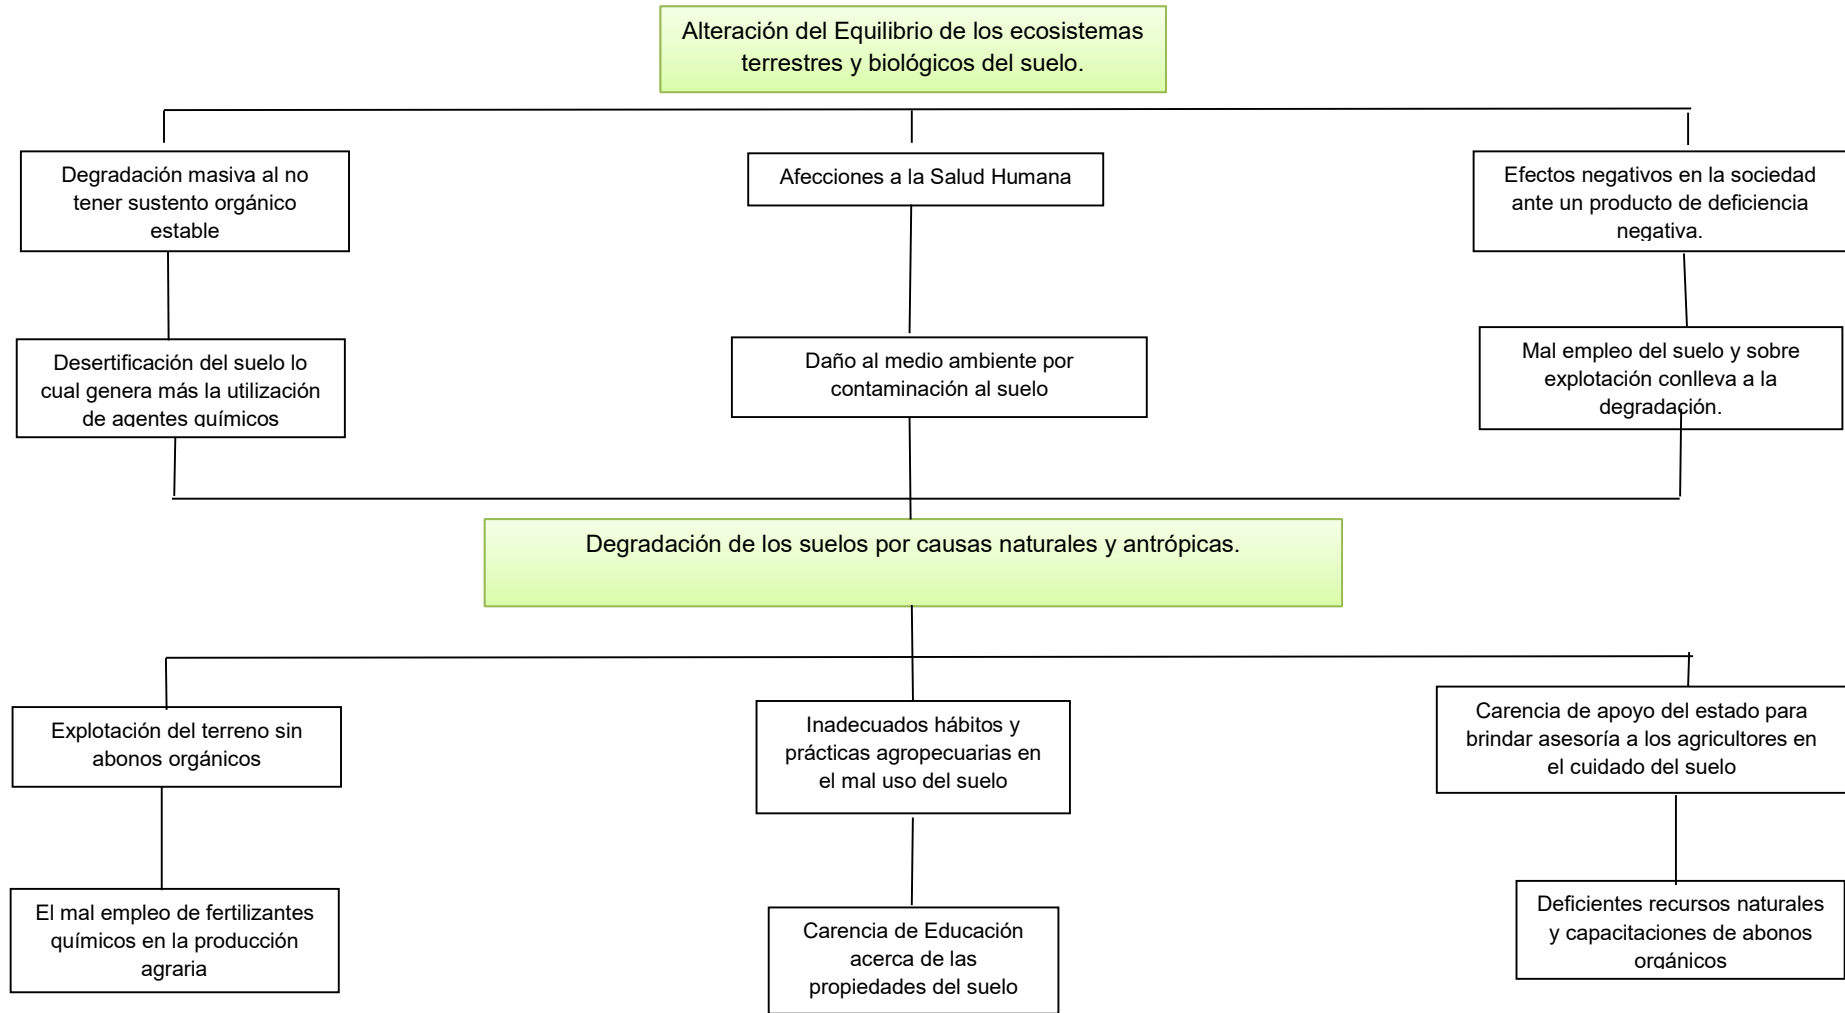 Alteración del Equilibrio de los ecosistemas
terrestres y biológicos del suelo.
Degradación masiva al no
tener sustento orgánico
estable
Afecciones a la Salud Humana
Efectos negativos en la sociedad
ante un producto de deficiencia
negativa.
Desertificación del suelo lo
cual genera más la utilización
de agentes químicos
Daño al medio ambiente por
contaminación al suelo
Mal empleo del suelo y sobre
explotación conlleva a la
degradación.
Degradación de los suelos por causas naturales y antrópicas.
Explotación del terreno sin
abonos orgánicos
Inadecuados hábitos y
prácticas agropecuarias en
el mal uso del suelo
Carencia de apoyo del estado para
brindar asesoría a los agricultores en
el cuidado del suelo
El mal empleo de fertilizantes
químicos en la producción
agraria
Carencia de Educación
acerca de las
propiedades del suelo
Deficientes recursos naturales
y capacitaciones de abonos
orgánicos